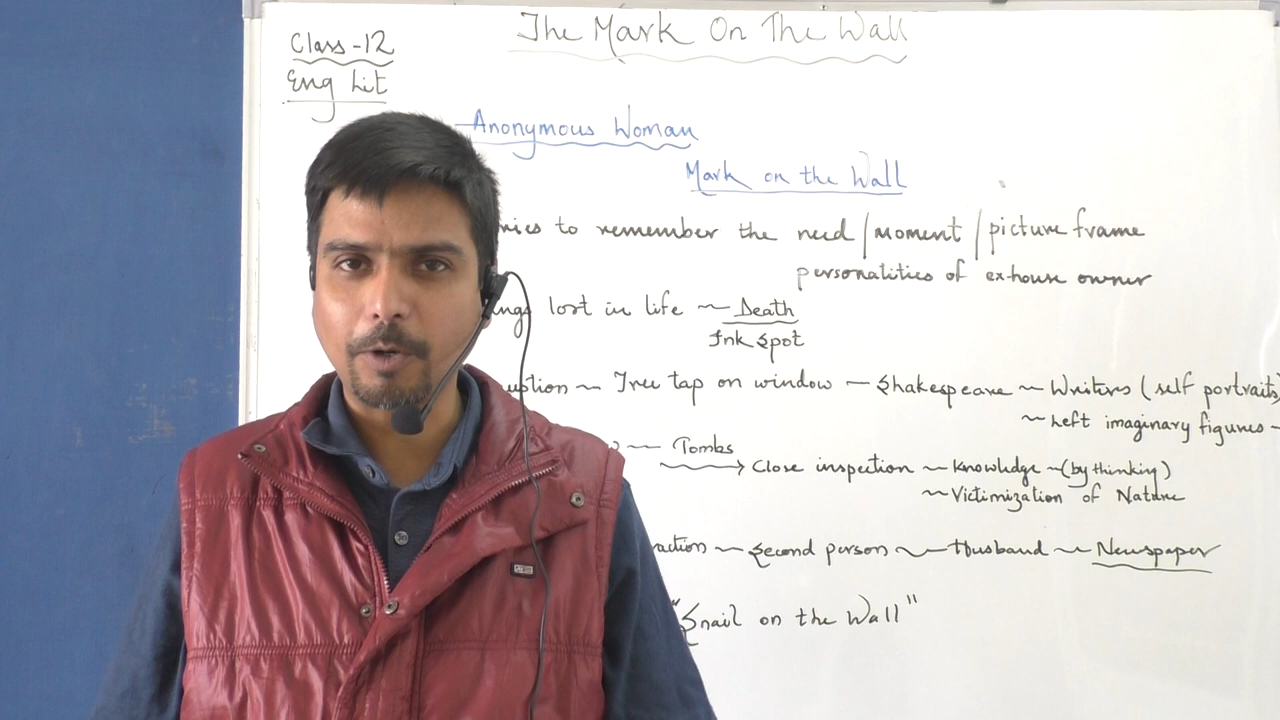 The Mark On The Wall
Class-12
Eng Lit
Anonymous Woman
Mark on the Wall
to remember the need / moment / picture frame
personalities of exhouse owner
lost in life ~ Death
Ink Spot
~ Tree tap on window — Shakespeare ~ Writers (self portraits)
~ Left imaginary figures -
— Tombs
→ Close inspection ~ Knowledge ~ (by thinking)
~ Victimization of Nature
~ Second person ~ Husband ~ Newspaper
"Snail on the Wall"